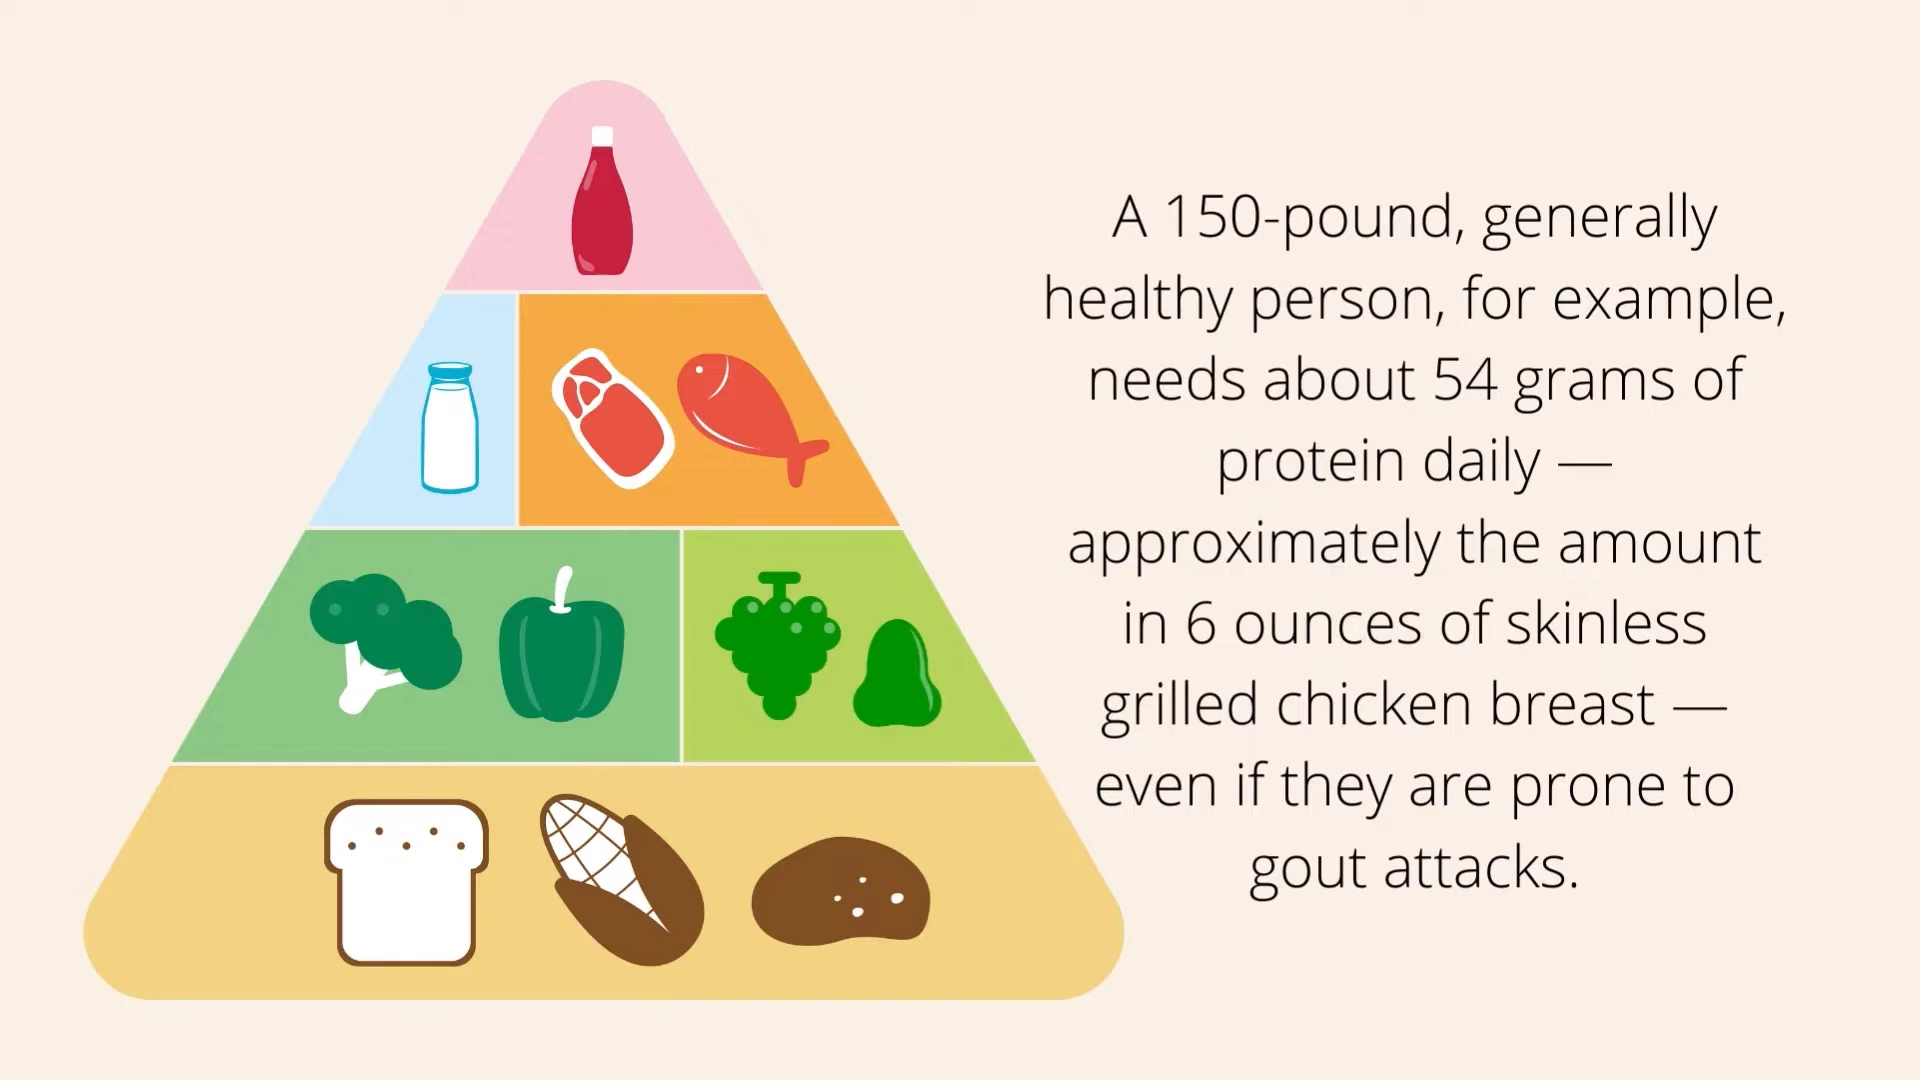 A 150-pound, generally
healthy person, for example,
needs about 54 grams of
protein daily —
approximately the amount
in 6 ounces of skinless
grilled chicken breast —
even if they are prone to
gout attacks.